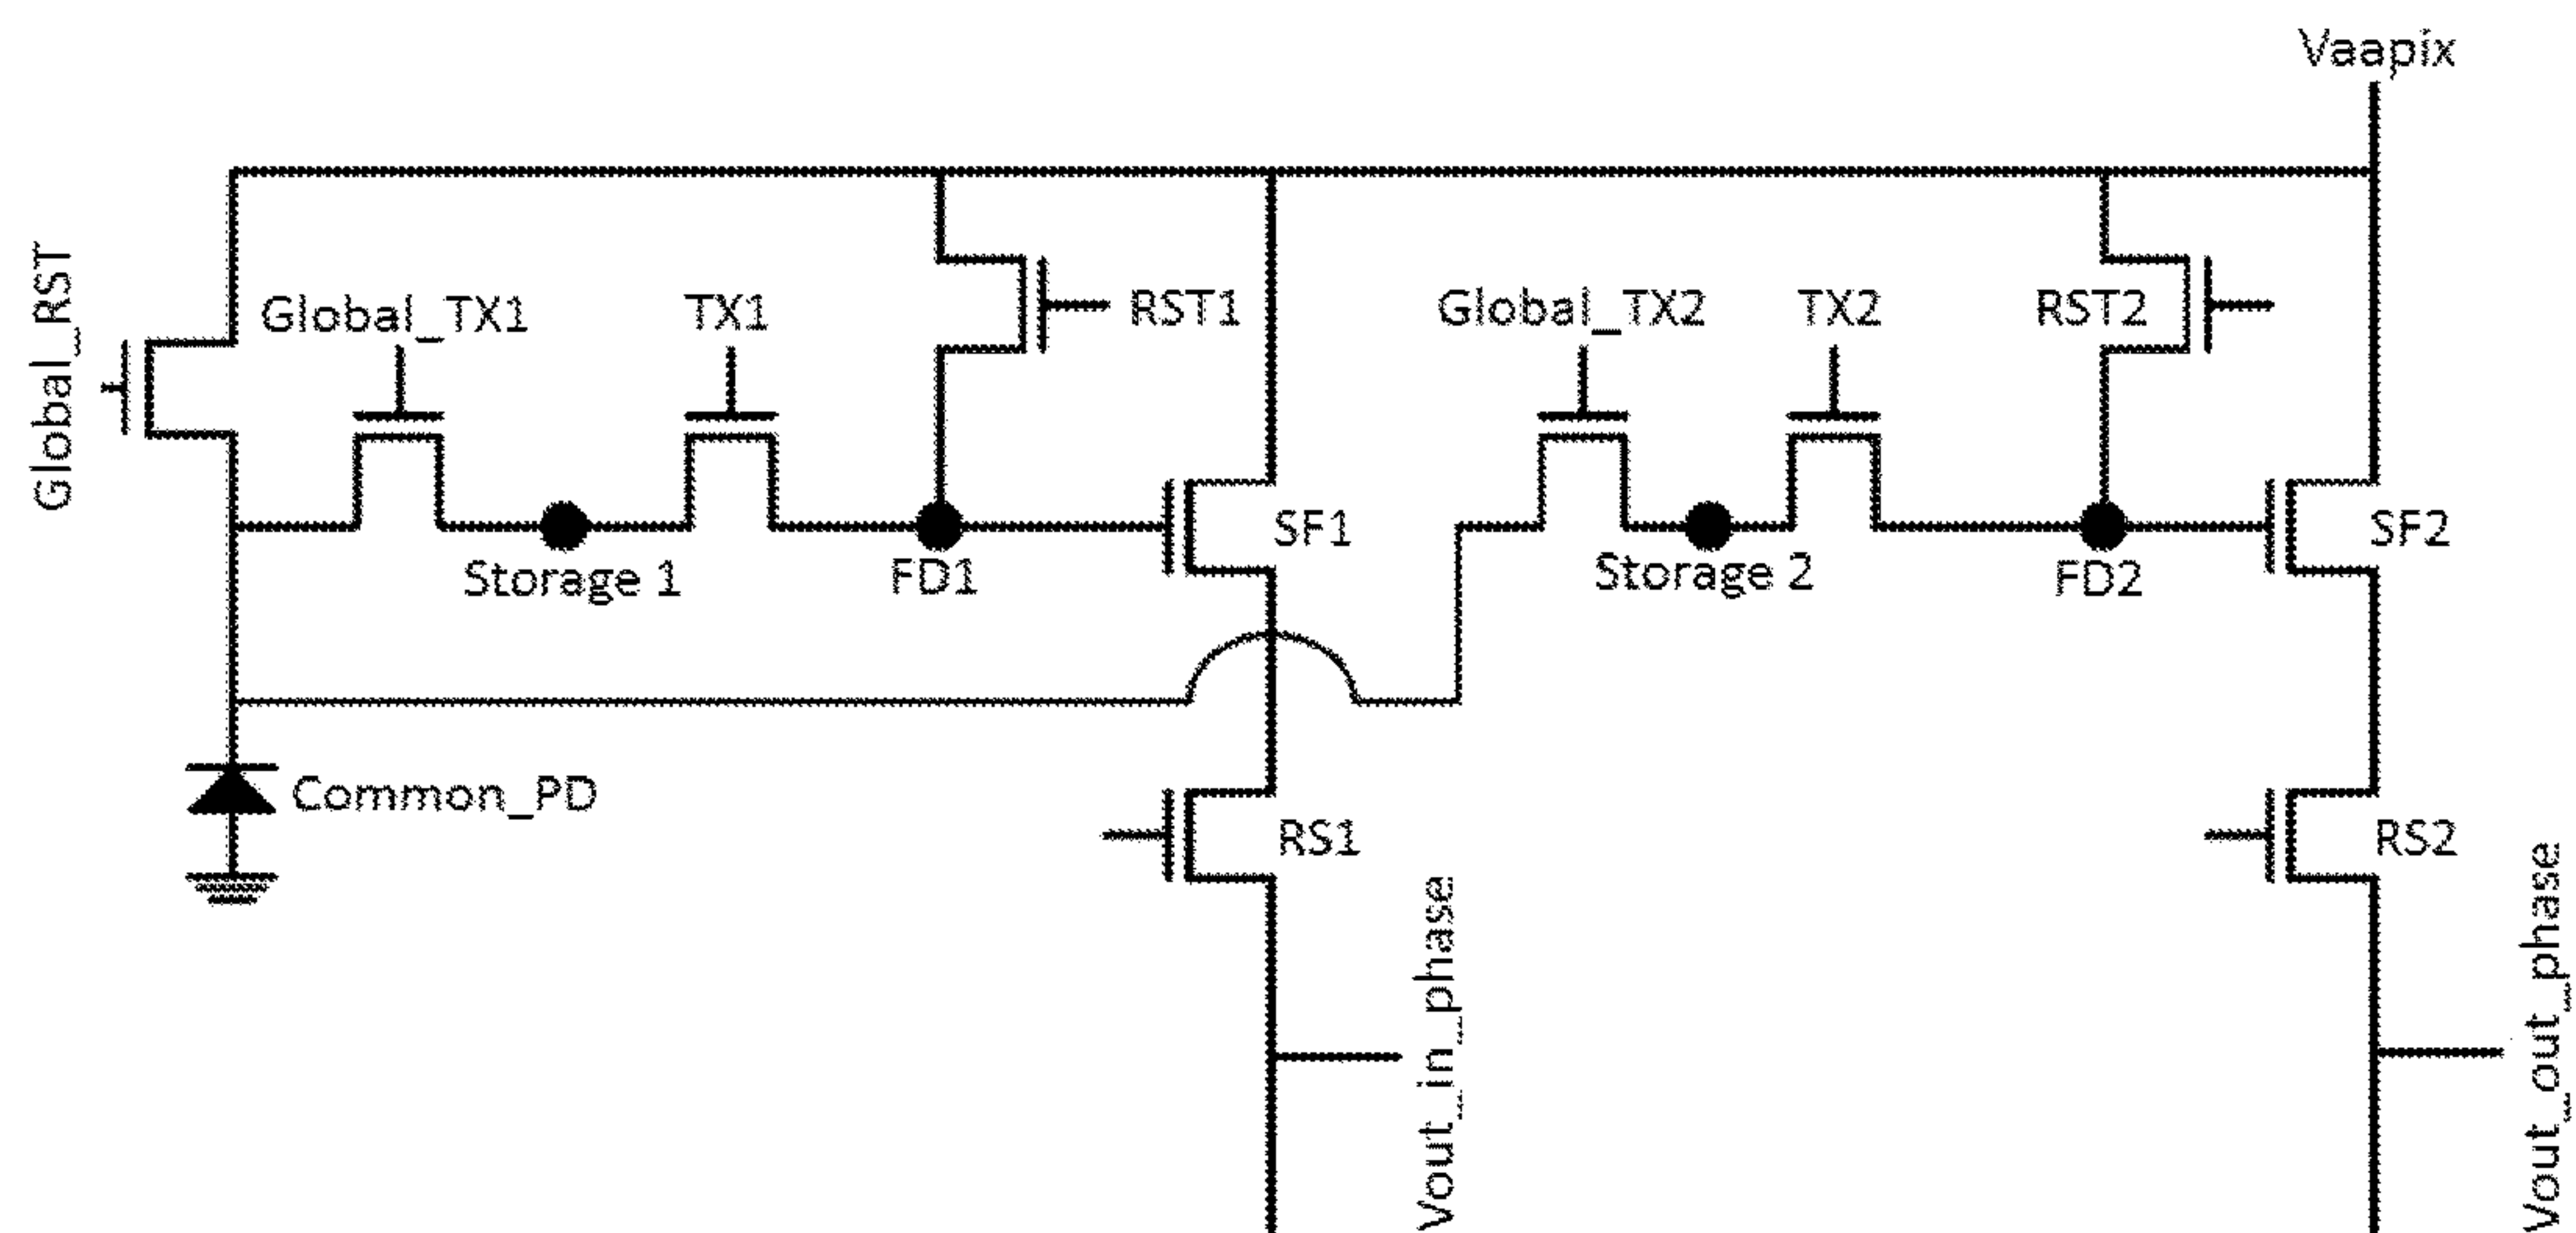 Vaapix
Global_RST
Global_TX1
TX1
RST1
Global_TX2
TX2
RST2
Storage 1
FD1
SF1
Storage 2
FD2
SF2
Common_PD
RS1
RS2
Vout_in_phase
Vout_out_phase